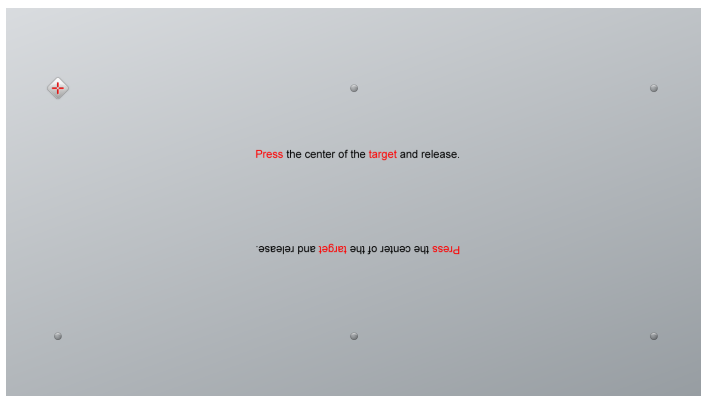 Press the center of the target and release.
Press the center of the target and release.